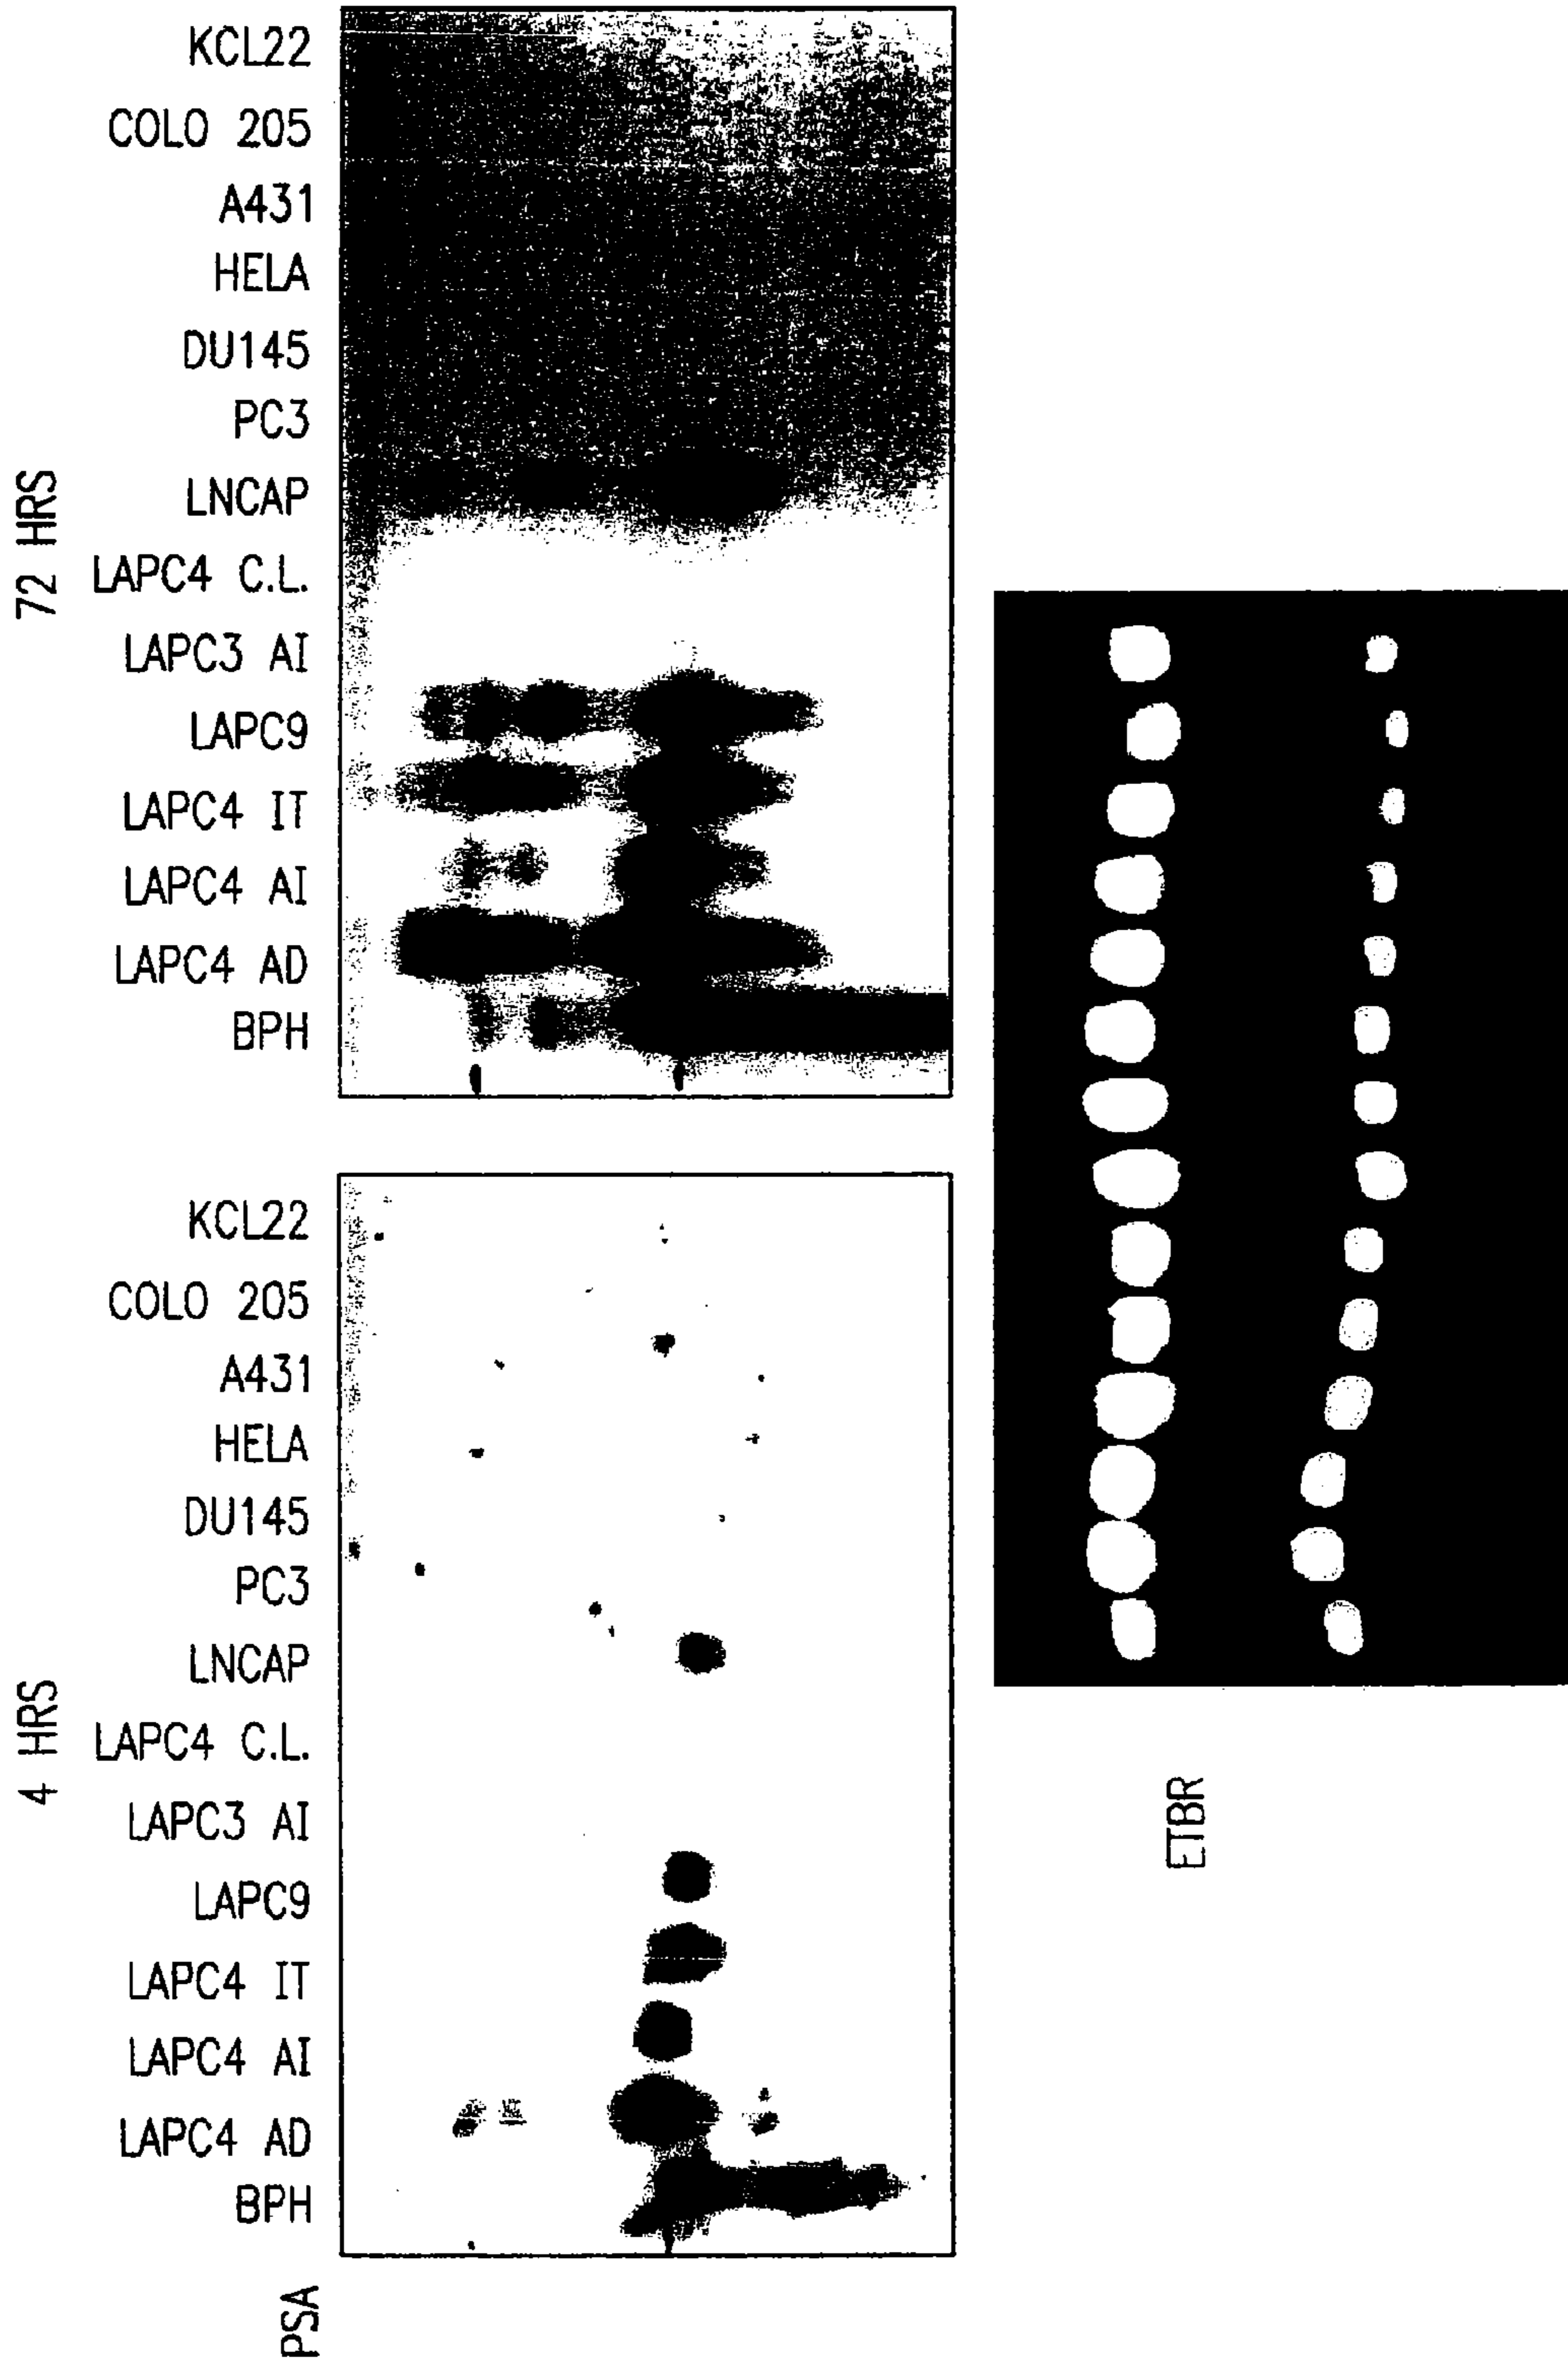 72 HRS
KCL22
COLO 205
A431
HELA
DU145
PC3
LNCAP
LAPC4 C.L.
LAPC3 AI
LAPC9
LAPC4 IT
LAPC4 AI
LAPC4 AD
BPH
4 HRS
KCL22
COLO 205
A431
HELA
DU145
PC3
LNCAP
LAPC4 C.L.
LAPC3 AI
LAPC9
LAPC4 IT
LAPC4 AI
LAPC4 AD
BPH
PSA
ETBR